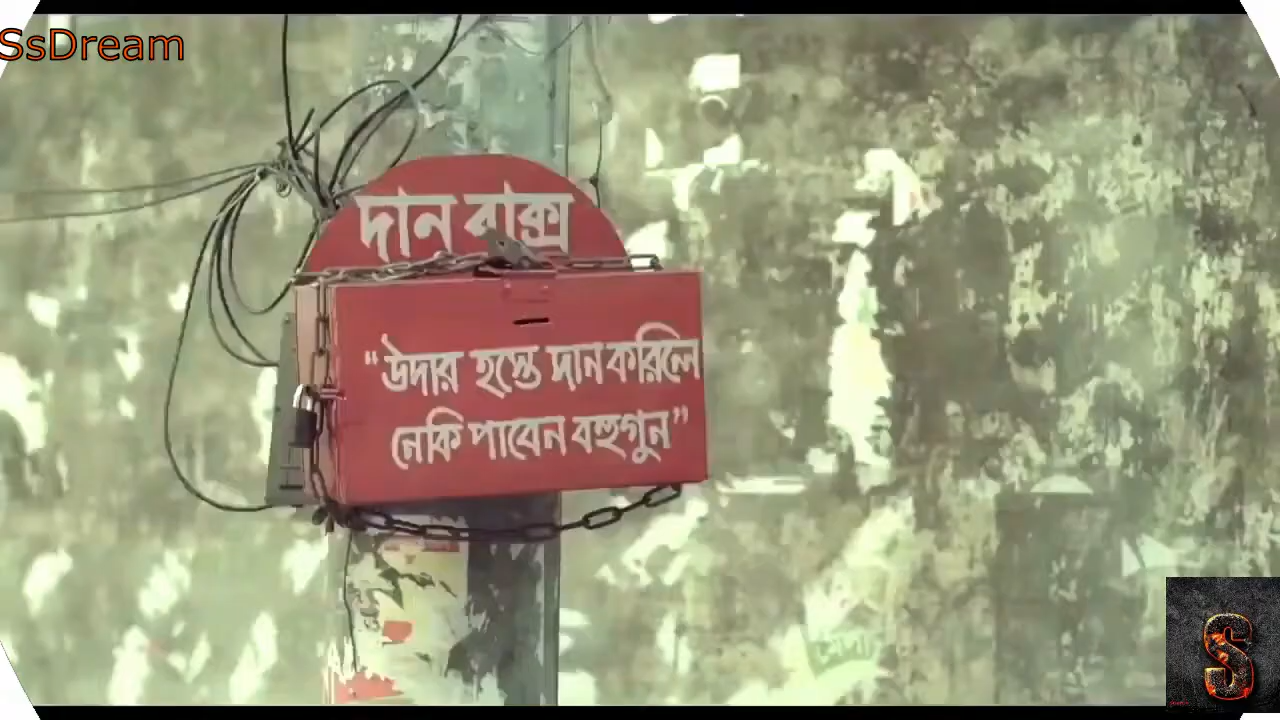 SsDream
দান বাক্স
“উদার হস্তে দান করিলে
নেকি পাবেন বহুগুন”
S